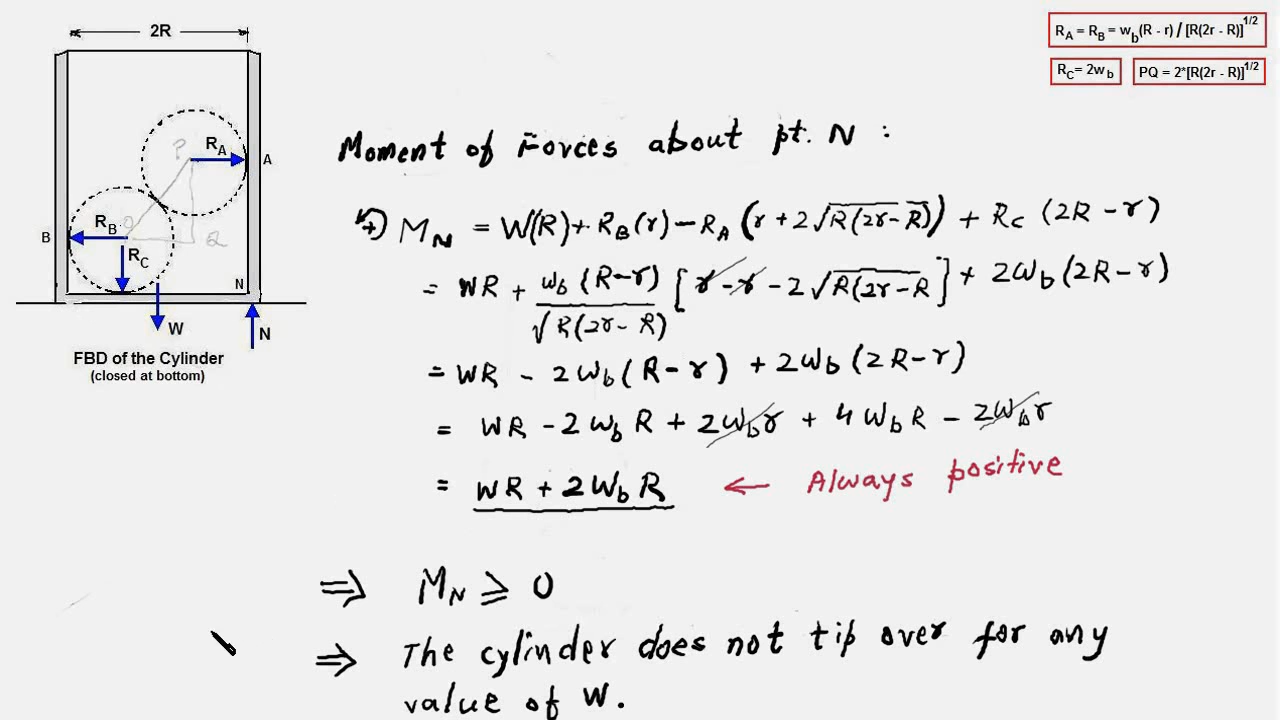 2R
R_A = R_B = w_b(R - r) / [R(2r - R)]^1/2
R_C = 2w_b
PQ = 2*[R(2r - R)]^1/2
P
R_A
A
B
R_B
O
Q
R_C
N
W
N
FBD of the Cylinder
(closed at bottom)
Moment of Forces about pt. N :
M_N = W(R) + R_B(r) - R_A (r + 2√(R(2r - R))) + R_C (2R - r)
= WR + w_b (R - r) / √(R(2r - R)) [r - r - 2√(R(2r - R))] + 2w_b (2R - r)
= WR - 2w_b (R - r) + 2w_b (2R - r)
= WR - 2w_b R + 2w_b r + 4w_b R - 2w_b r
= WR + 2w_b R ← Always positive
⇒ M_N ≥ 0
⇒ The cylinder does not tip over for any
value of W.